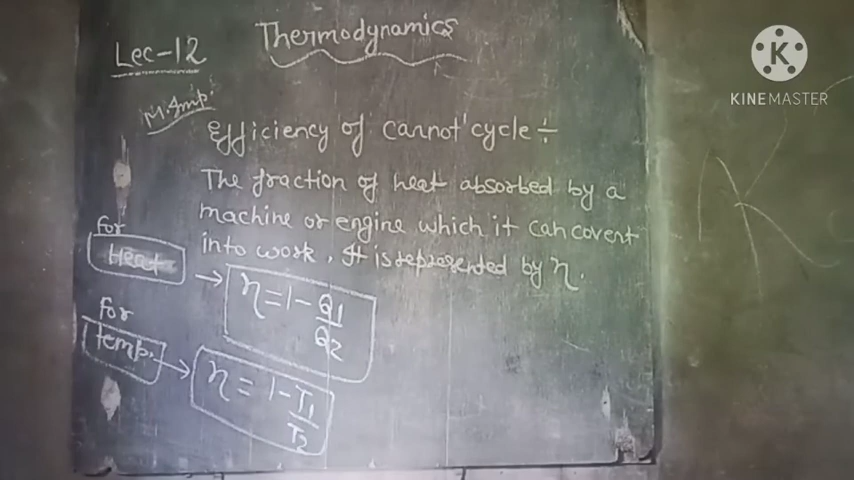 Lec-12
Thermodynamics
M. Imp.
Efficiency of Carnot'cycle ÷
The fraction of heat absorbed by a
machine or engine which it can covert
into work. It is represented by η.
for
Heat
→ η = 1 - Q1/Q2
for
temp. → η = 1 - T1/T2
K
KINEMASTER